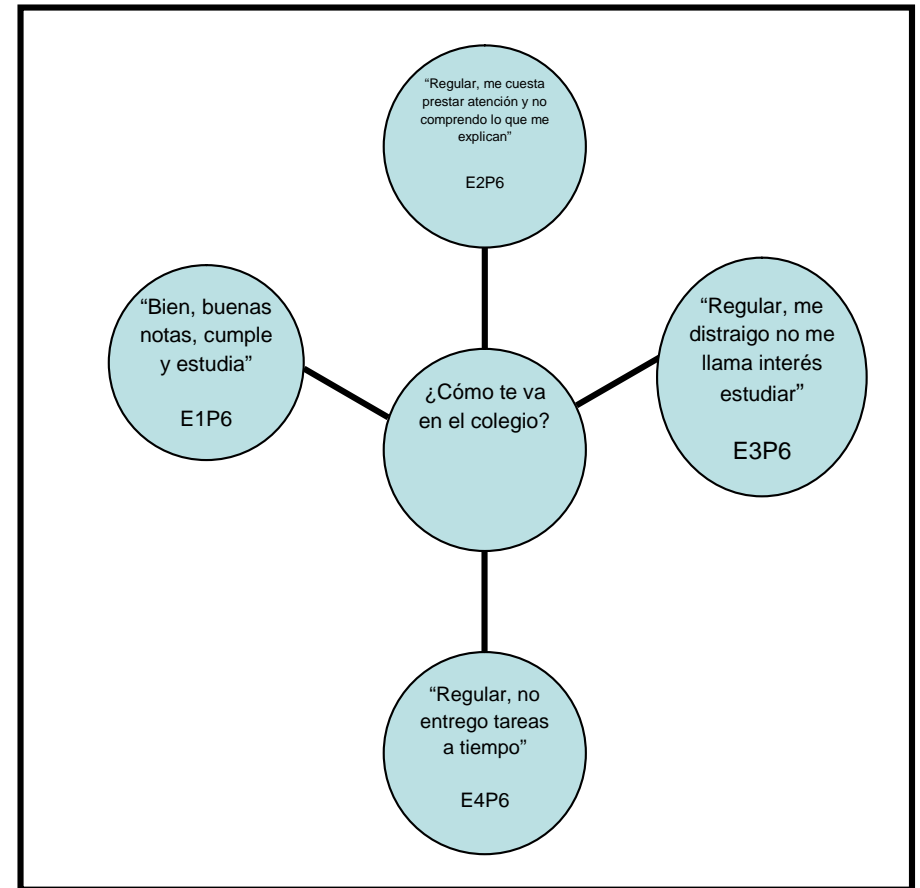 “Regular, me cuesta
prestar atención y no
comprendo lo que me
explican”
E2P6
“Bien, buenas
notas, cumple
y estudia”
E1P6
¿Cómo te va
en el colegio?
“Regular, me
distraigo no me
llama interés
estudiar”
E3P6
“Regular, no
entrego tareas
a tiempo”
E4P6